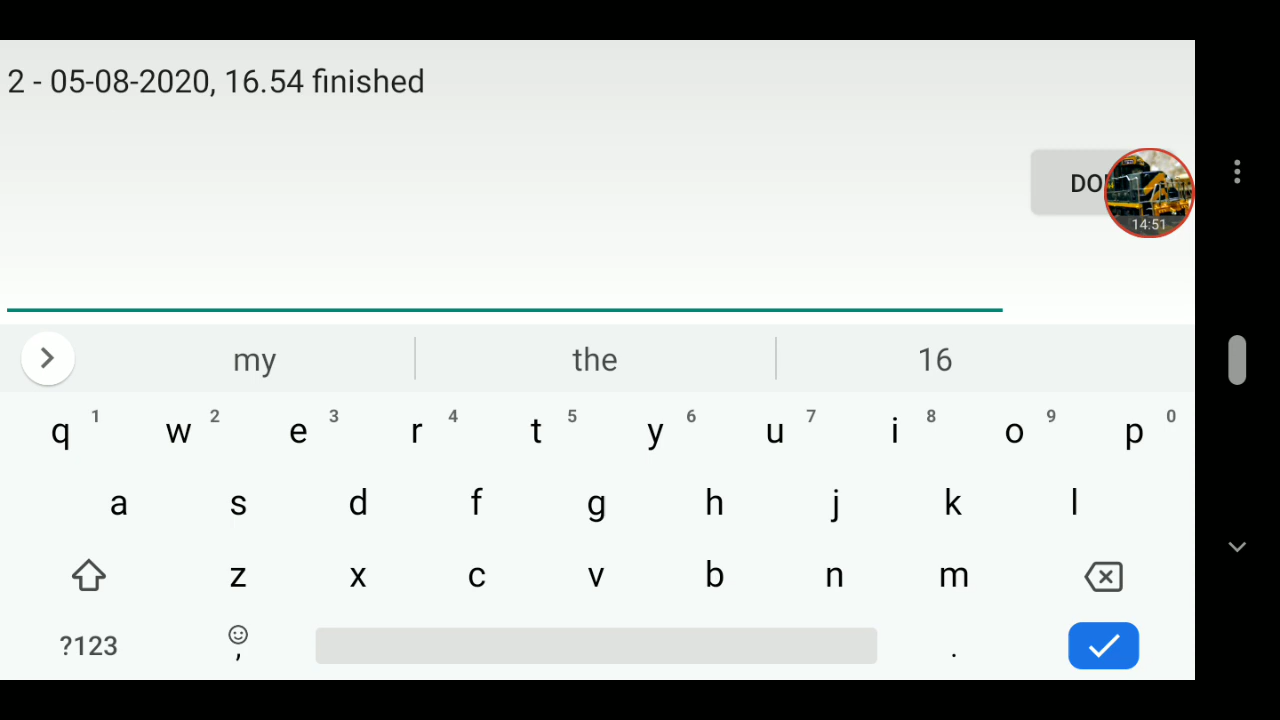 2 - 05-08-2020, 16.54 finished
14:51
my the 16
q 1 w 2 e 3 r 4 t 5 y 6 u 7 i 8 o 9 p 0
a s d f g h j k l
z x c v b n m
?123 , .